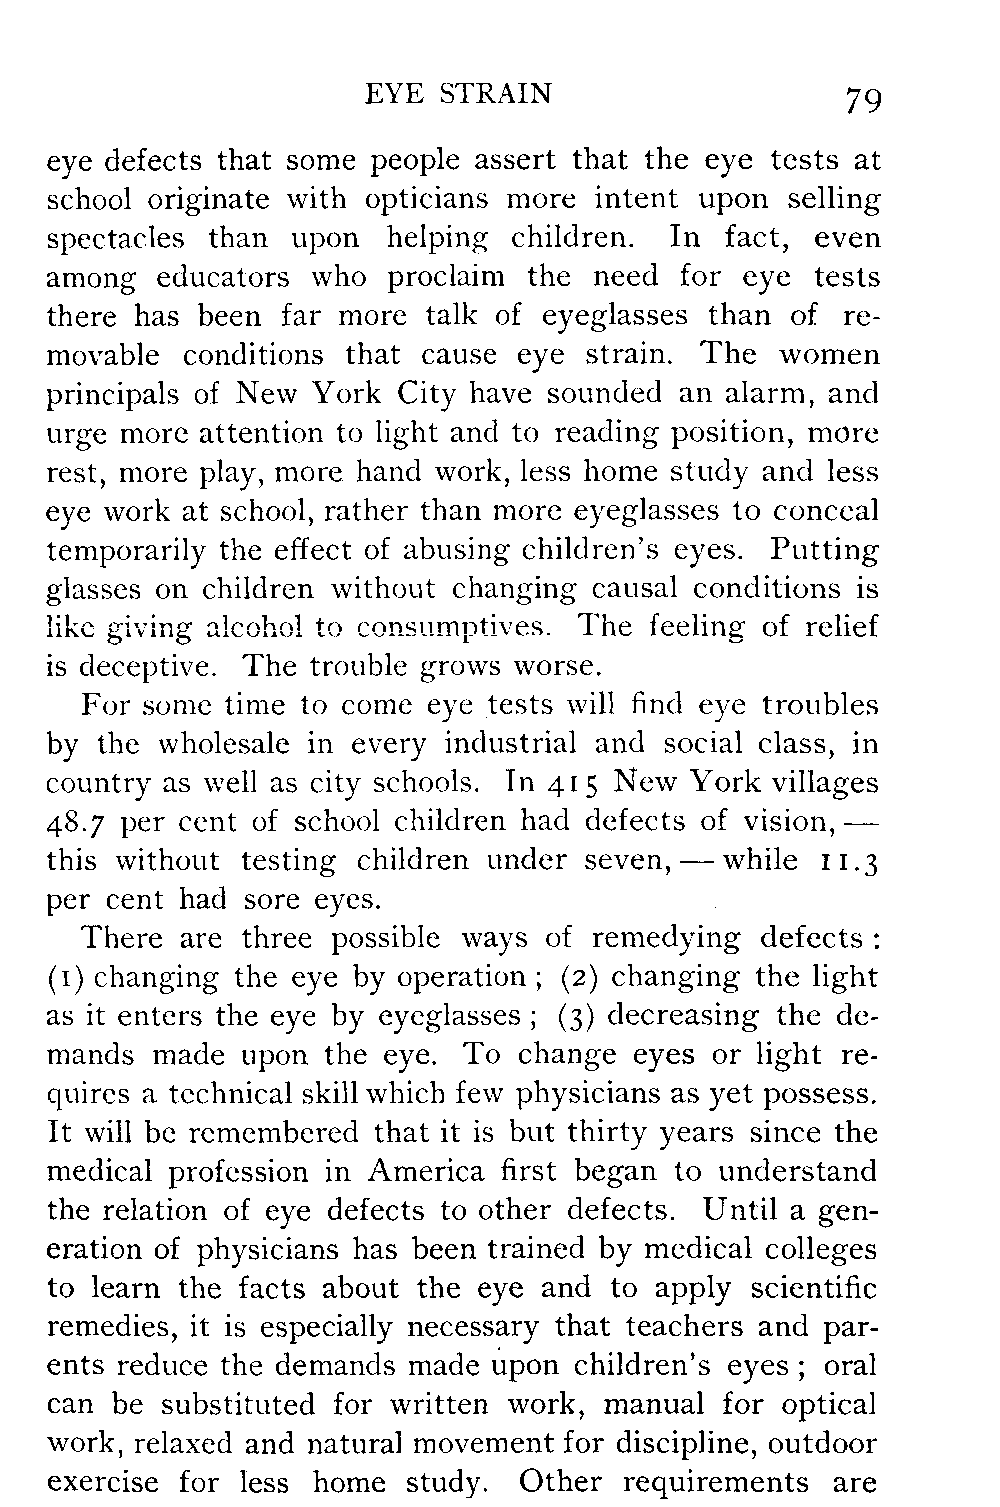 EYE STRAIN 79
eye defects that some people assert that the eye tests at
school originate with opticians more intent upon selling
spectacles than upon helping children. In fact, even
among educators who proclaim the need for eye tests
there has been far more talk of eyeglasses than of re-
movable conditions that cause eye strain. The women
principals of New York City have sounded an alarm, and
urge more attention to light and to reading position, more
rest, more play, more hand work, less home study and less
eye work at school, rather than more eyeglasses to conceal
temporarily the effect of abusing children's eyes. Putting
glasses on children without changing causal conditions is
like giving alcohol to consumptives. The feeling of relief
is deceptive. The trouble grows worse.
For some time to come eye tests will find eye troubles
by the wholesale in every industrial and social class, in
country as well as city schools. In 415 New York villages
48.7 per cent of school children had defects of vision, —
this without testing children under seven, — while 11.3
per cent had sore eyes.
There are three possible ways of remedying defects :
(1) changing the eye by operation ; (2) changing the light
as it enters the eye by eyeglasses ; (3) decreasing the de-
mands made upon the eye. To change eyes or light re-
quires a technical skill which few physicians as yet possess.
It will be remembered that it is but thirty years since the
medical profession in America first began to understand
the relation of eye defects to other defects. Until a gen-
eration of physicians has been trained by medical colleges
to learn the facts about the eye and to apply scientific
remedies, it is especially necessary that teachers and par-
ents reduce the demands made upon children's eyes ; oral
can be substituted for written work, manual for optical
work, relaxed and natural movement for discipline, outdoor
exercise for less home study. Other requirements are